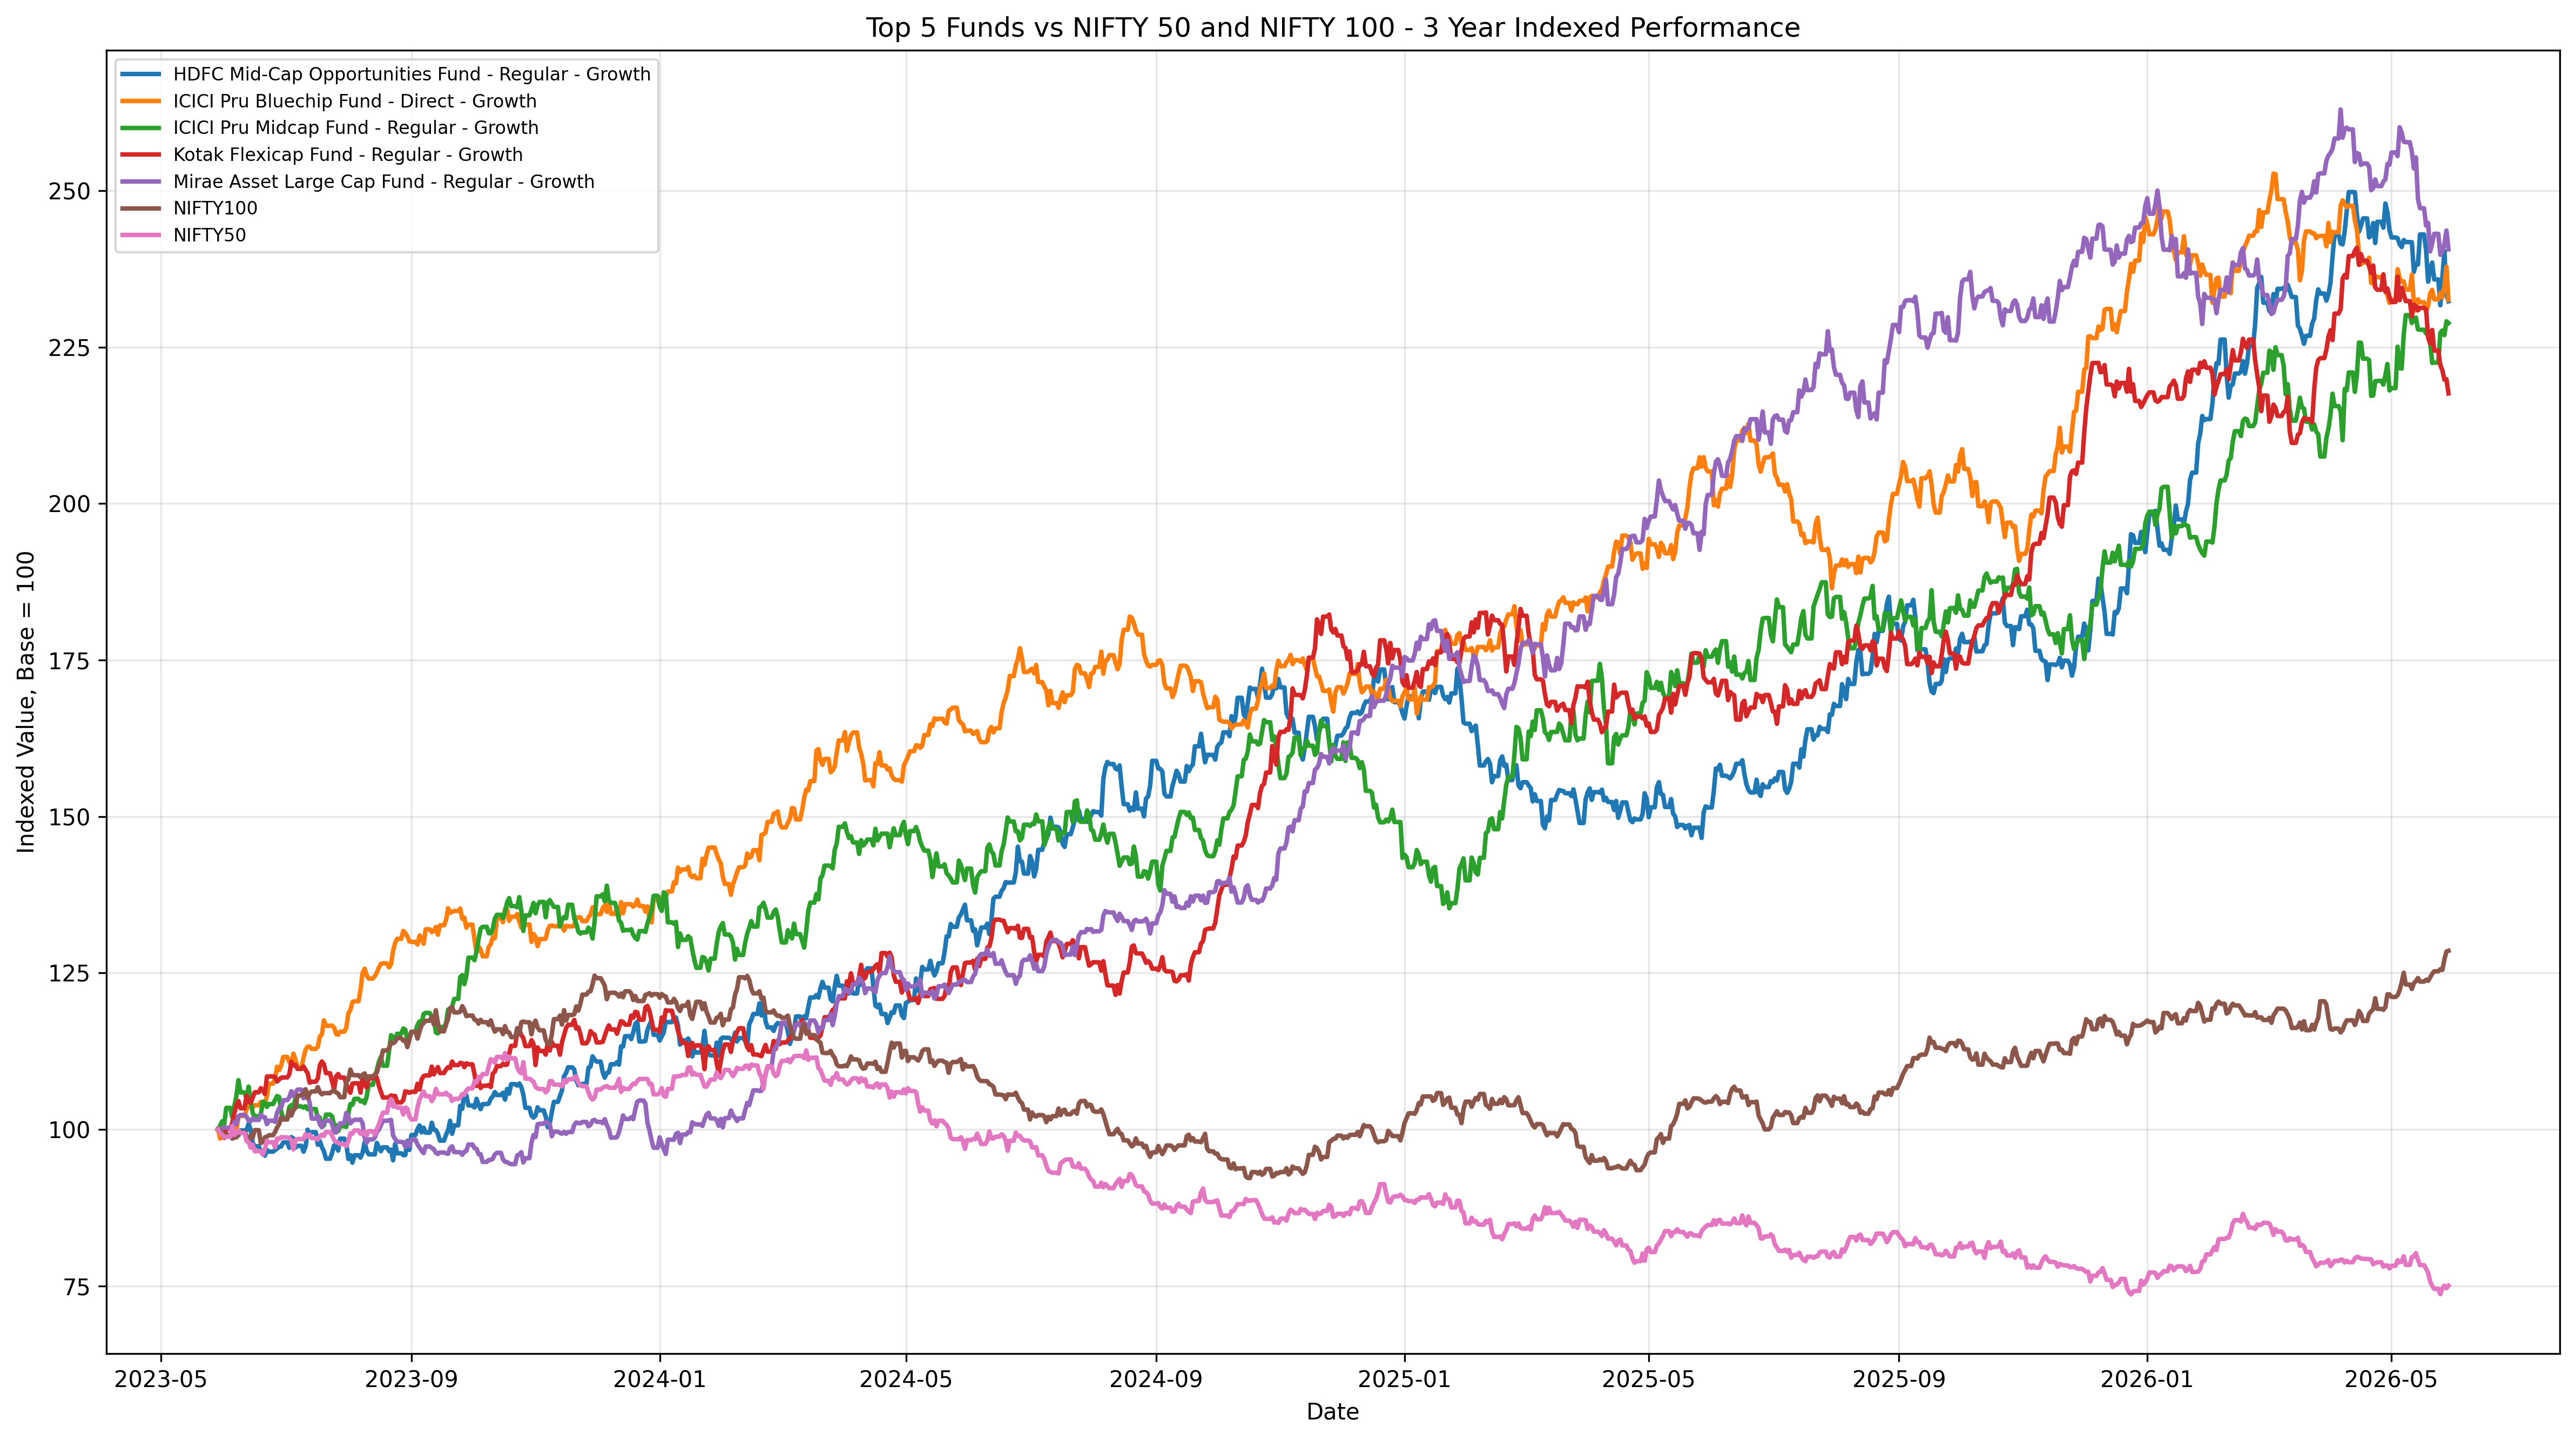 Top 5 Funds vs NIFTY 50 and NIFTY 100 - 3 Year Indexed Performance
HDFC Mid-Cap Opportunities Fund - Regular - Growth
ICICI Pru Bluechip Fund - Direct - Growth
ICICI Pru Midcap Fund - Regular - Growth
Kotak Flexicap Fund - Regular - Growth
Mirae Asset Large Cap Fund - Regular - Growth
NIFTY100
NIFTY50
Indexed Value, Base = 100
250
225
200
175
150
125
100
75
2023-05 2023-09 2024-01 2024-05 2024-09 2025-01 2025-05 2025-09 2026-01 2026-05
Date